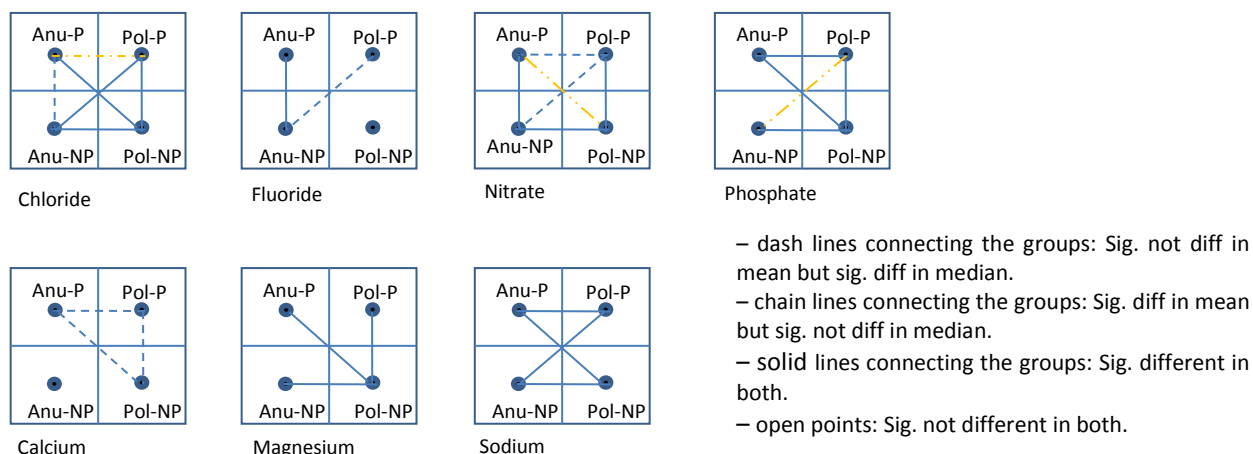 Anu-P Pol-P
Anu-NP Pol-NP
Chloride
Anu-P Pol-P
Anu-NP Pol-NP
Fluoride
Anu-P Pol-P
Anu-NP Pol-NP
Nitrate
Anu-P Pol-P
Anu-NP Pol-NP
Phosphate
Anu-P Pol-P
Anu-NP Pol-NP
Calcium
Anu-P Pol-P
Anu-NP Pol-NP
Magnesium
Anu-P Pol-P
Anu-NP Pol-NP
Sodium
– dash lines connecting the groups: Sig. not diff in
mean but sig. diff in median.
– chain lines connecting the groups: Sig. diff in mean
but sig. not diff in median.
– solid lines connecting the groups: Sig. different in
both.
– open points: Sig. not different in both.